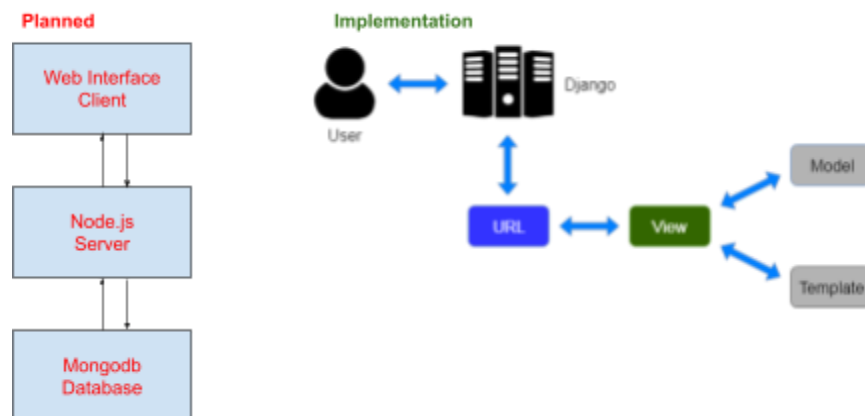 Planned
Web Interface
Client
Node.js
Server
Mongodb
Database
Implementation
User
Django
URL
View
Model
Template